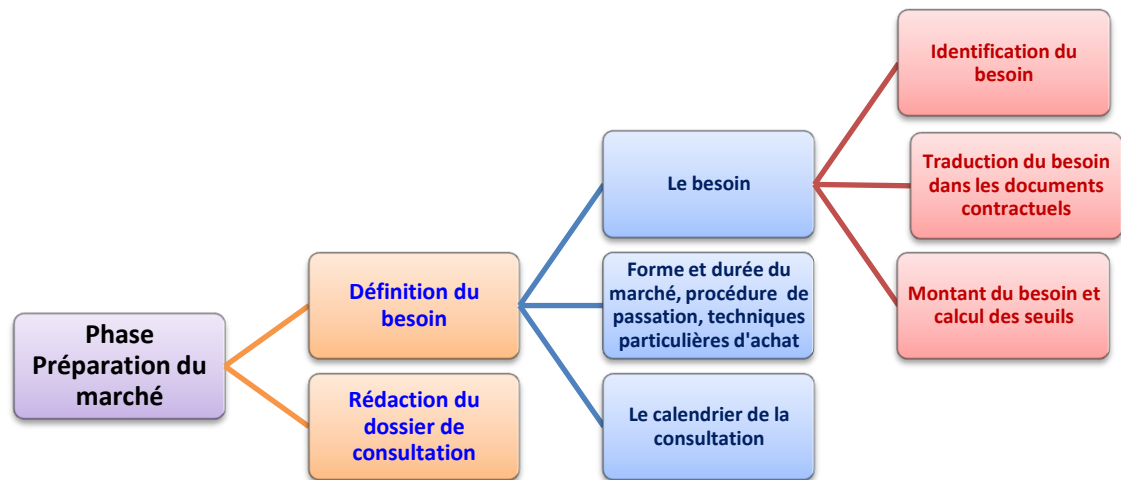 Phase
Préparation du
marché
Définition du
besoin
Rédaction du
dossier de
consultation
Le besoin
Forme et durée du
marché, procédure de
passation, techniques
particulières d'achat
Le calendrier de la
consultation
Identification du
besoin
Traduction du besoin
dans les documents
contractuels
Montant du besoin et
calcul des seuils